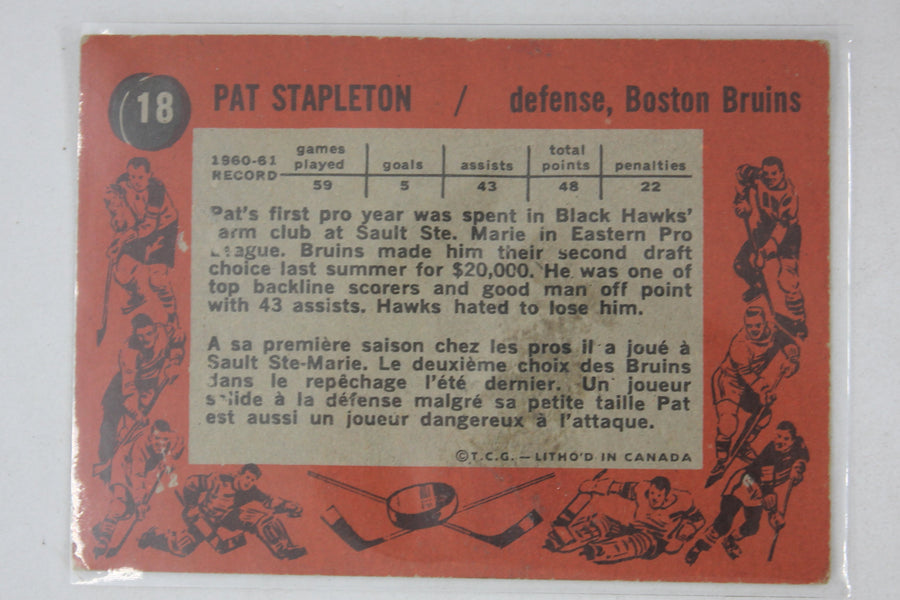 18 PAT STAPLETON / defense, Boston Bruins
1960-61 RECORD
games played goals assists total points penalties
59 5 43 48 22
Pat's first pro year was spent in Black Hawks'
arm club at Sault Ste. Marie in Eastern Pro
League. Bruins made him their second draft
choice last summer for $20,000. He was one of
top backline scorers and good man off point
with 43 assists. Hawks hated to lose him.
A sa première saison chez les pros il a joué à
Sault Ste-Marie. Le deuxième choix des Bruins
dans le repêchage l'été dernier. Un joueur
solide à la défense malgré sa petite taille Pat
est aussi un joueur dangereux à l'attaque.
©T.C.G. — LITHO'D IN CANADA
22